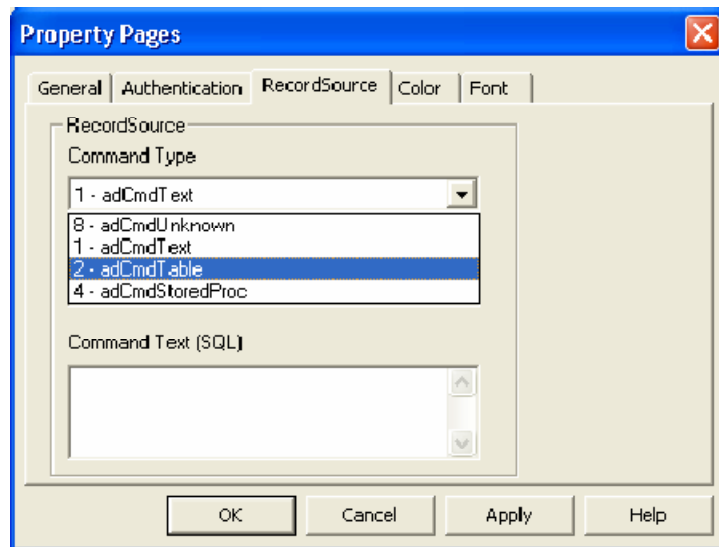 Property Pages
General Authentication RecordSource Color Font
RecordSource
Command Type
1 - adCmdText
8 - adCmdUnknown
1 - adCmdText
2 - adCmdTable
4 - adCmdStoredProc
Command Text (SQL)
OK Cancel Apply Help